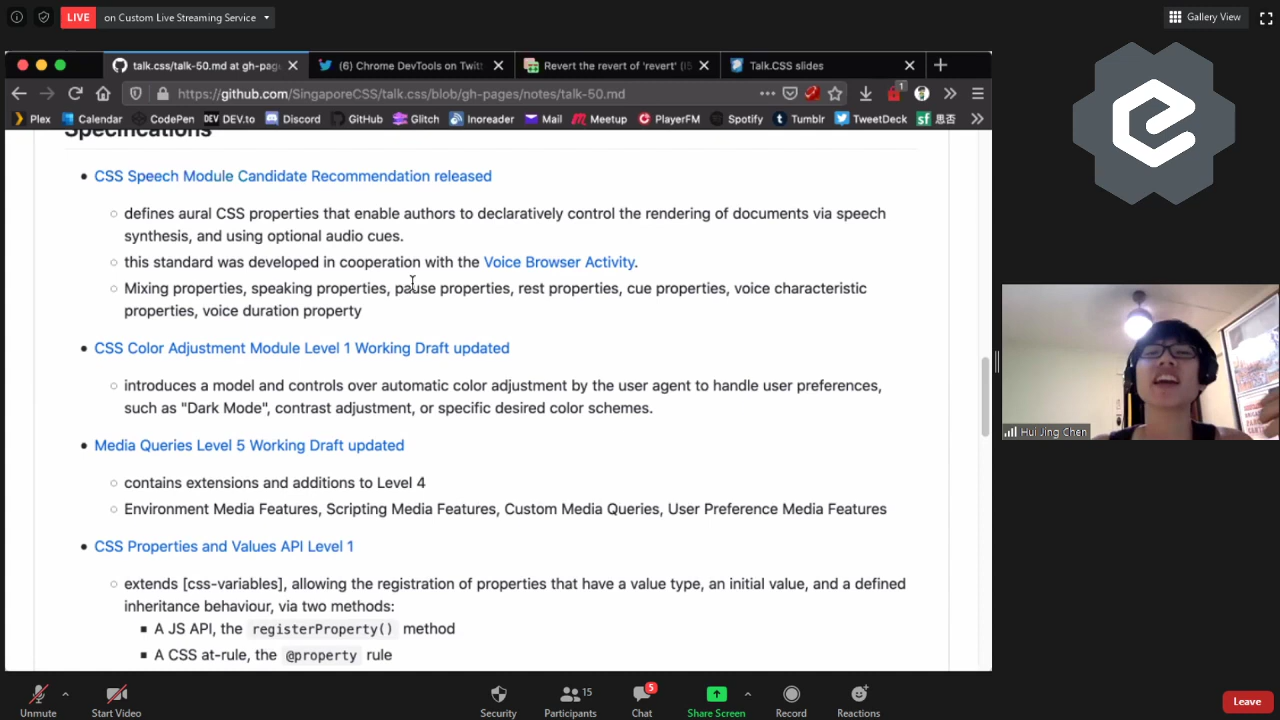 LIVE on Custom Live Streaming Service
Gallery View
talk.css/talk-50.md at gh-page
(6) Chrome DevTools on Twitt
Revert the revert of 'revert' (I5
Talk.CSS slides
https://github.com/SingaporeCSS/talk.css/blob/gh-pages/notes/talk-50.md
1
Plex
Calendar
CodePen
DEV DEV.to
Discord
GitHub
Glitch
Inoreader
Mail
Meetup
PlayerFM
Spotify
Tumblr
TweetDeck
sf 思否
Specifications
CSS Speech Module Candidate Recommendation released
defines aural CSS properties that enable authors to declaratively control the rendering of documents via speech
synthesis, and using optional audio cues.
this standard was developed in cooperation with the Voice Browser Activity.
Mixing properties, speaking properties, pause properties, rest properties, cue properties, voice characteristic
properties, voice duration property
CSS Color Adjustment Module Level 1 Working Draft updated
introduces a model and controls over automatic color adjustment by the user agent to handle user preferences,
such as "Dark Mode", contrast adjustment, or specific desired color schemes.
Media Queries Level 5 Working Draft updated
contains extensions and additions to Level 4
Environment Media Features, Scripting Media Features, Custom Media Queries, User Preference Media Features
CSS Properties and Values API Level 1
extends [css-variables], allowing the registration of properties that have a value type, an initial value, and a defined
inheritance behaviour, via two methods:
A JS API, the registerProperty() method
A CSS at-rule, the @property rule
Hui Jing Chen
Unmute
Start Video
Security
15
Participants
5
Chat
Share Screen
Record
Reactions
Leave